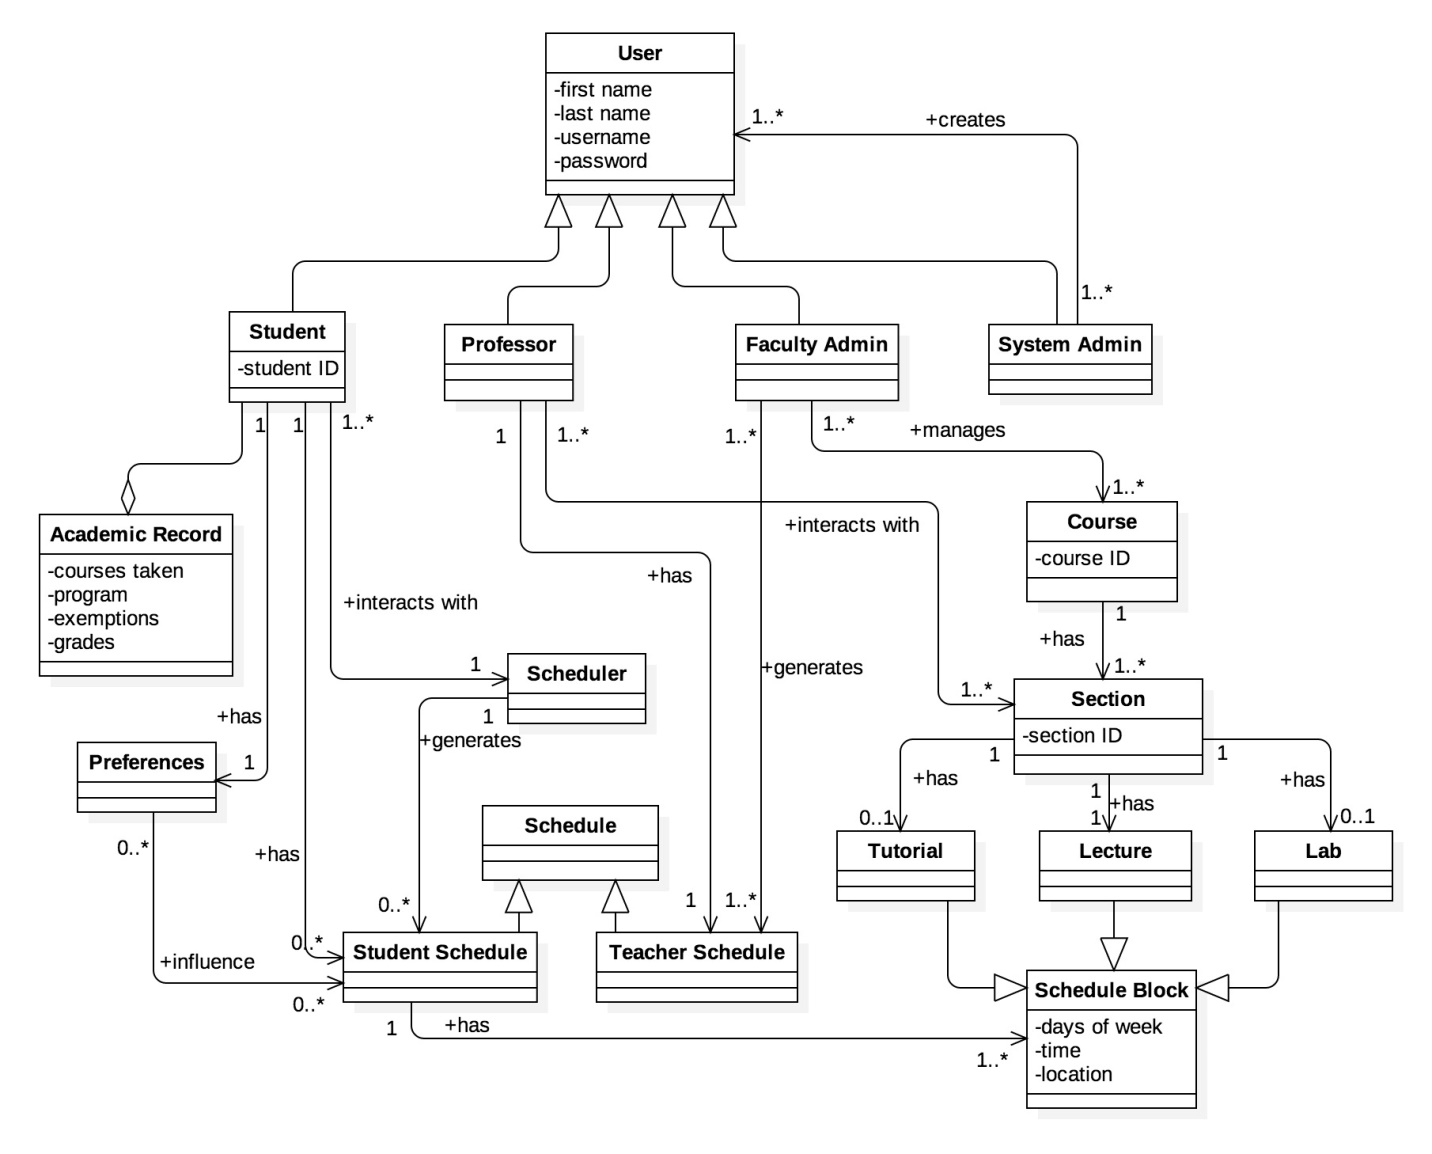 User
-first name
-last name
-username
-password
1..*
+creates
1..*
Student
-student ID
Professor
Faculty Admin
System Admin
1
1
1..*
1
1..*
1..*
1..*
+manages
1..*
Academic Record
-courses taken
-program
-exemptions
-grades
Course
-course ID
+interacts with
+has
+interacts with
1
+has
1..*
1
Scheduler
+generates
1..*
Section
-section ID
+has
1
+generates
1
1
Preferences
1
+has
1
+has
+has
0..1
1
0..1
Schedule
Tutorial
Lecture
Lab
0..*
+has
0..*
1
1..*
0..*
Student Schedule
Teacher Schedule
+influence
0..*
Schedule Block
-days of week
-time
-location
1
+has
1..*